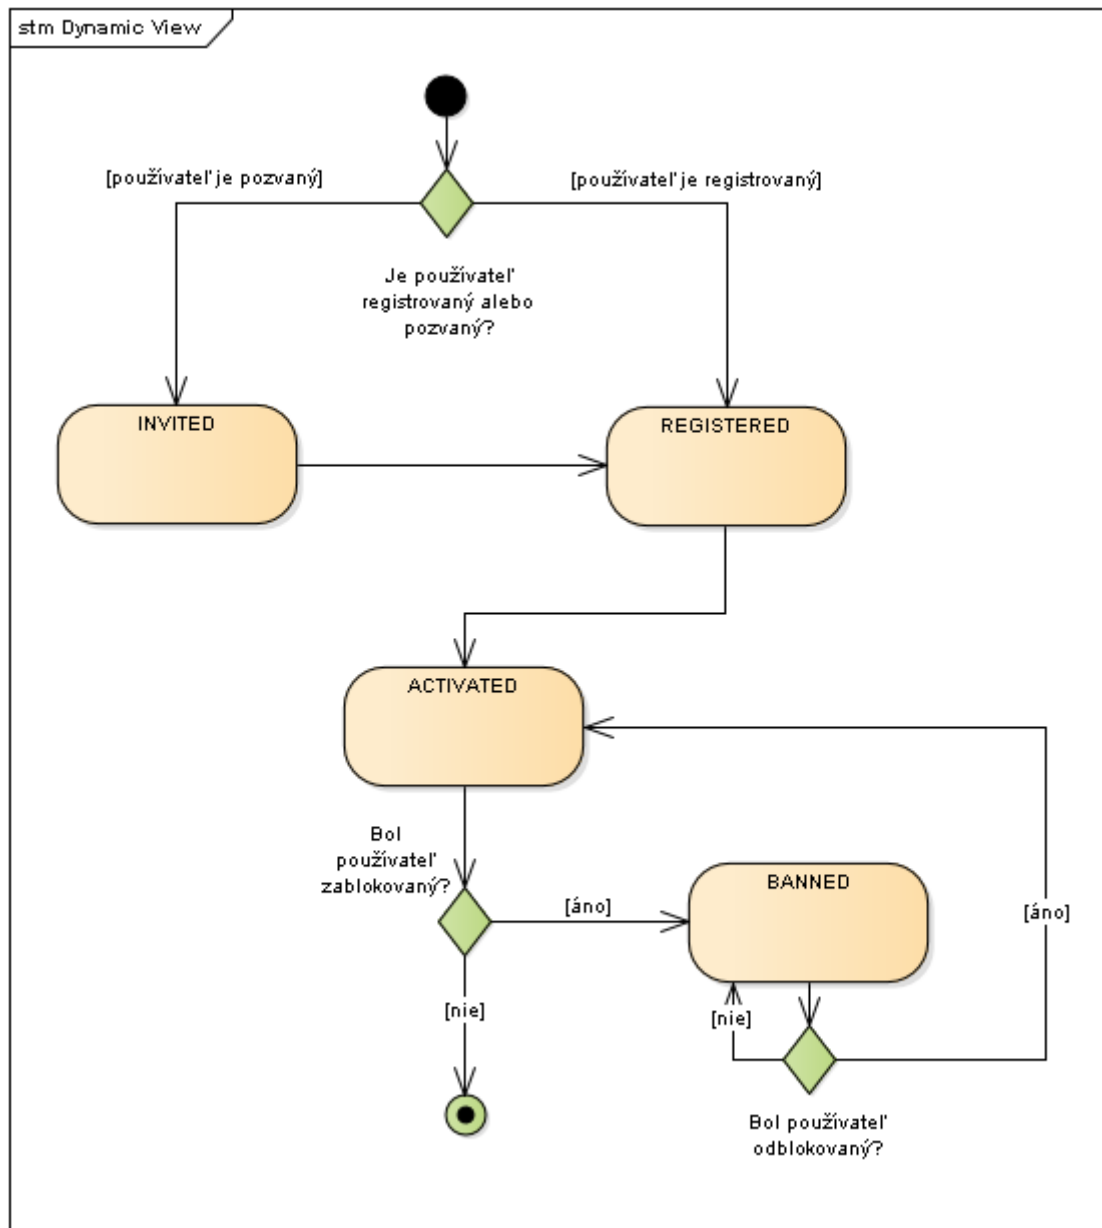 stm Dynamic View
[používateľ je pozvaný]
[používateľ je registrovaný]
Je používateľ
registrovaný alebo
pozvaný?
INVITED
REGISTERED
ACTIVATED
Bol
používateľ
zablokovaný?
[áno]
BANNED
[áno]
[nie]
[nie]
Bol používateľ
odblokovaný?